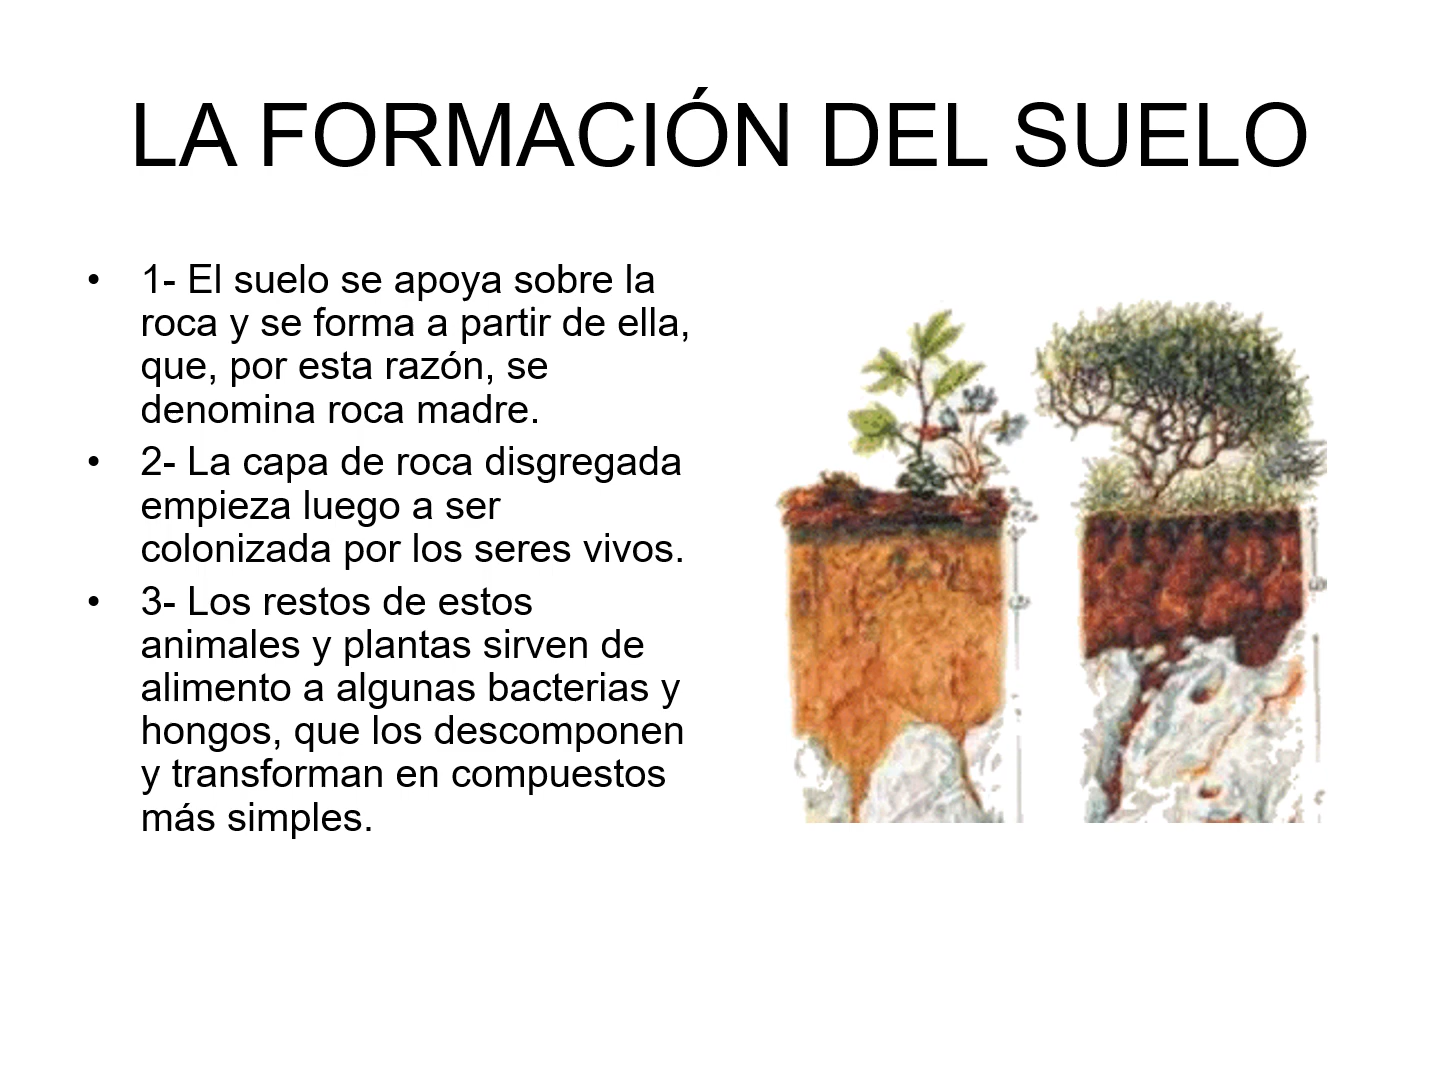 LA FORMACIÓN DEL SUELO
• 1- El suelo se apoya sobre la
roca y se forma a partir de ella,
que, por esta razón, se
denomina roca madre.
• 2- La capa de roca disgregada
empieza luego a ser
colonizada por los seres vivos.
• 3- Los restos de estos
animales y plantas sirven de
alimento a algunas bacterias y
hongos, que los descomponen
y transforman en compuestos
más simples.